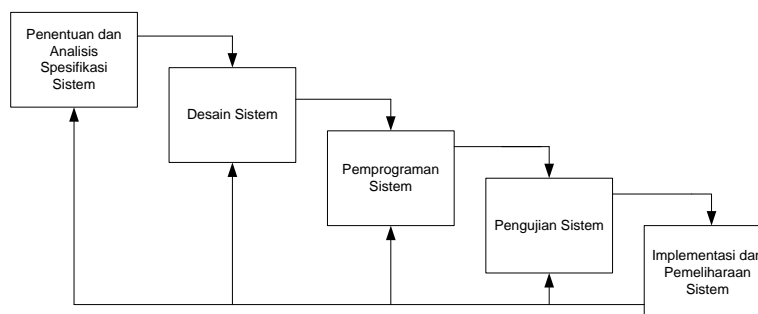 Penentuan dan
Analisis
Spesifikasi
Sistem
Desain Sistem
Pemprograman
Sistem
Pengujian Sistem
Implementasi dan
Pemeliharaan
Sistem